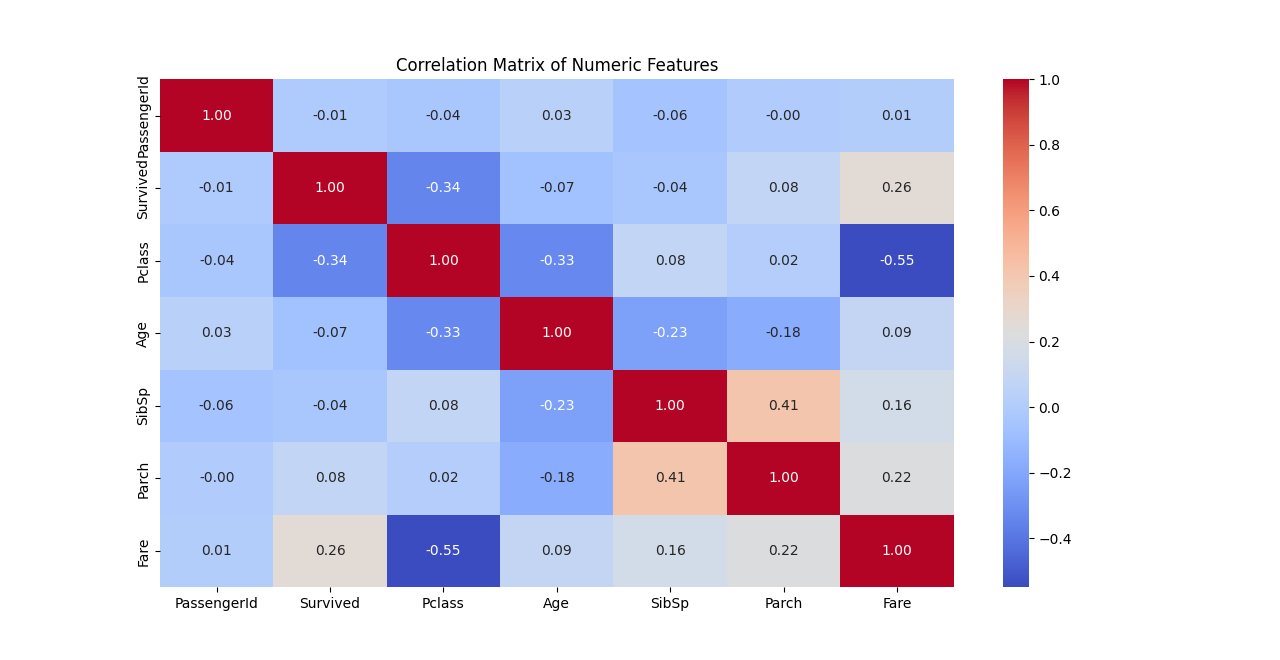 Correlation Matrix of Numeric Features
PassengerId 1.00 -0.01 -0.04 0.03 -0.06 -0.00 0.01
Survived -0.01 1.00 -0.34 -0.07 -0.04 0.08 0.26
Pclass -0.04 -0.34 1.00 -0.33 0.08 0.02 -0.55
Age 0.03 -0.07 -0.33 1.00 -0.23 -0.18 0.09
SibSp -0.06 -0.04 0.08 -0.23 1.00 0.41 0.16
Parch -0.00 0.08 0.02 -0.18 0.41 1.00 0.22
Fare 0.01 0.26 -0.55 0.09 0.16 0.22 1.00
PassengerId Survived Pclass Age SibSp Parch Fare
1.0
0.8
0.6
0.4
0.2
0.0
−0.2
−0.4